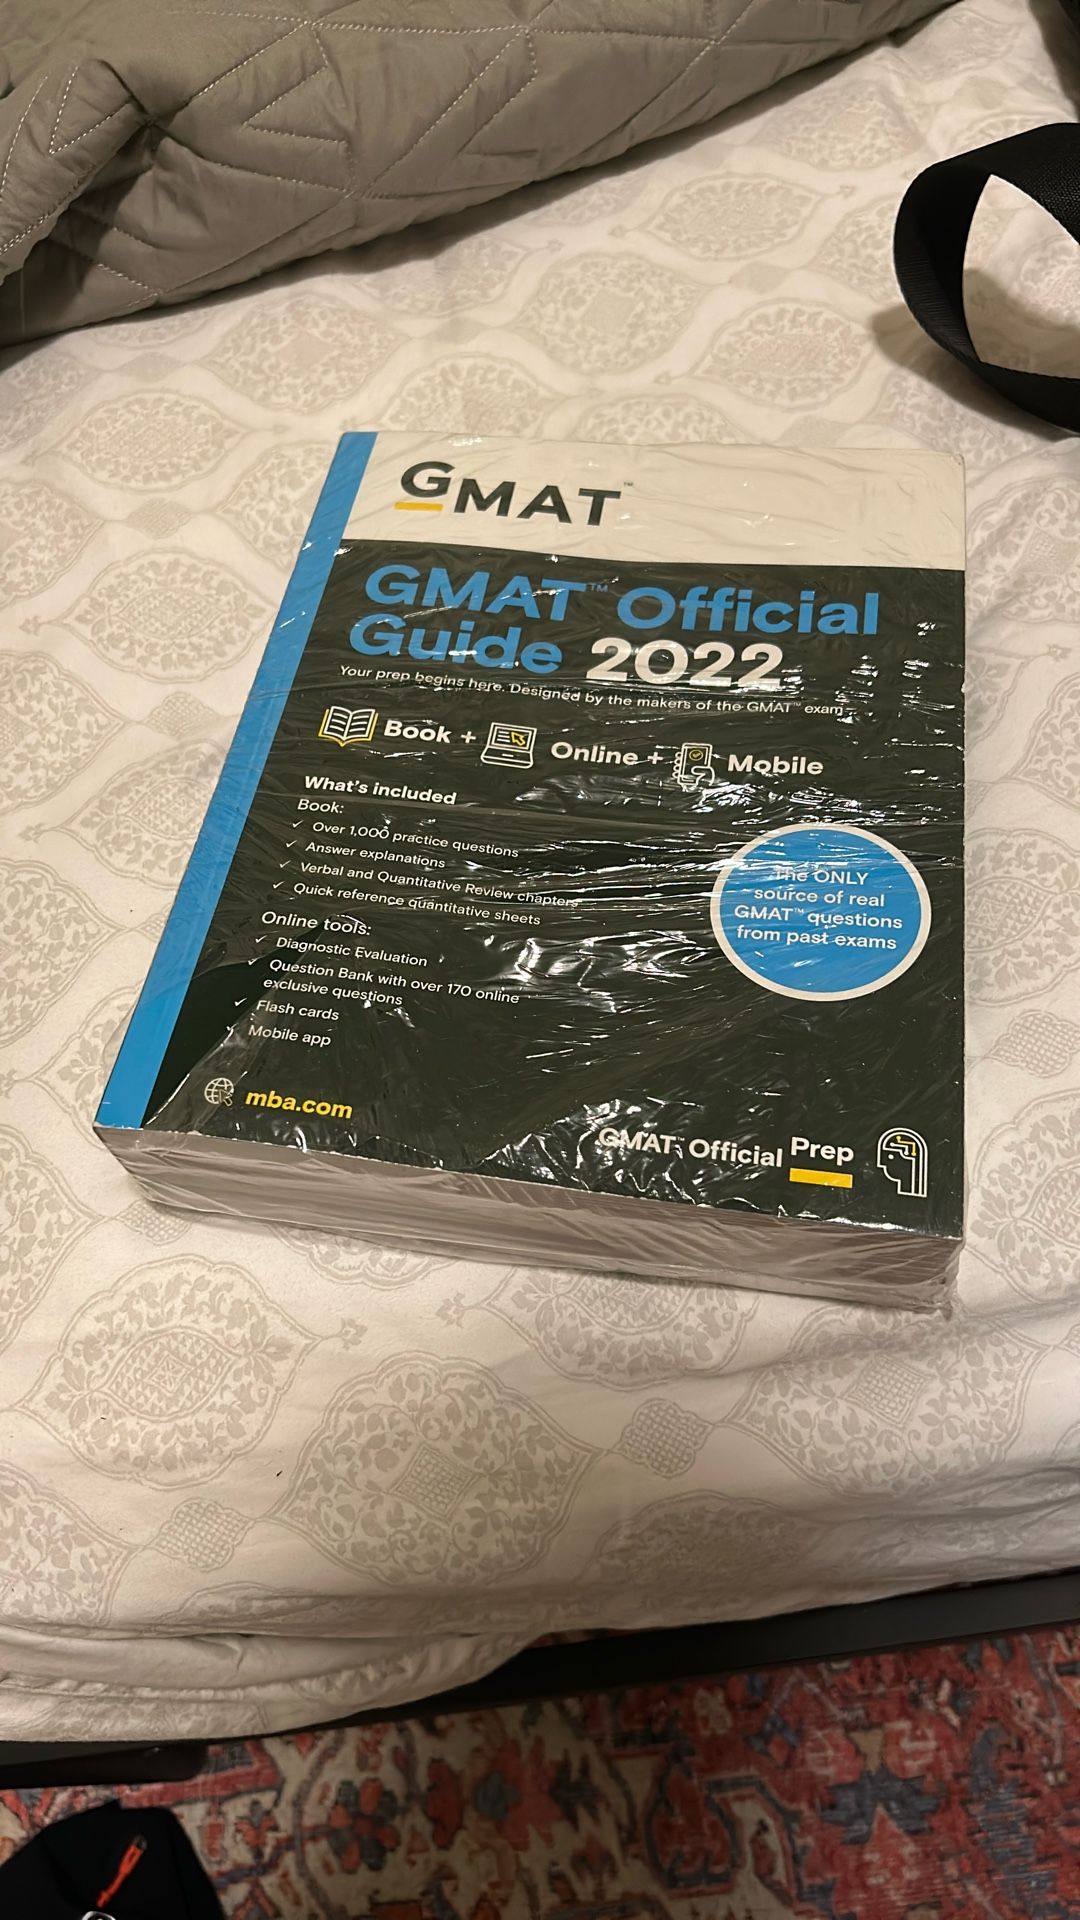 GMAT™
GMAT™ Official
Guide 2022
Your prep begins here. Designed by the makers of the GMAT™ exam
Book + Online + Mobile
What's included
Book:
✓ Over 1,000 practice questions
✓ Answer explanations
✓ Verbal and Quantitative Review chapters
✓ Quick reference quantitative sheets
Online tools:
✓ Diagnostic Evaluation
✓ Question Bank with over 170 online
exclusive questions
✓ Flash cards
✓ Mobile app
The ONLY
source of real
GMAT™ questions
from past exams
mba.com
GMAT™ Official Prep